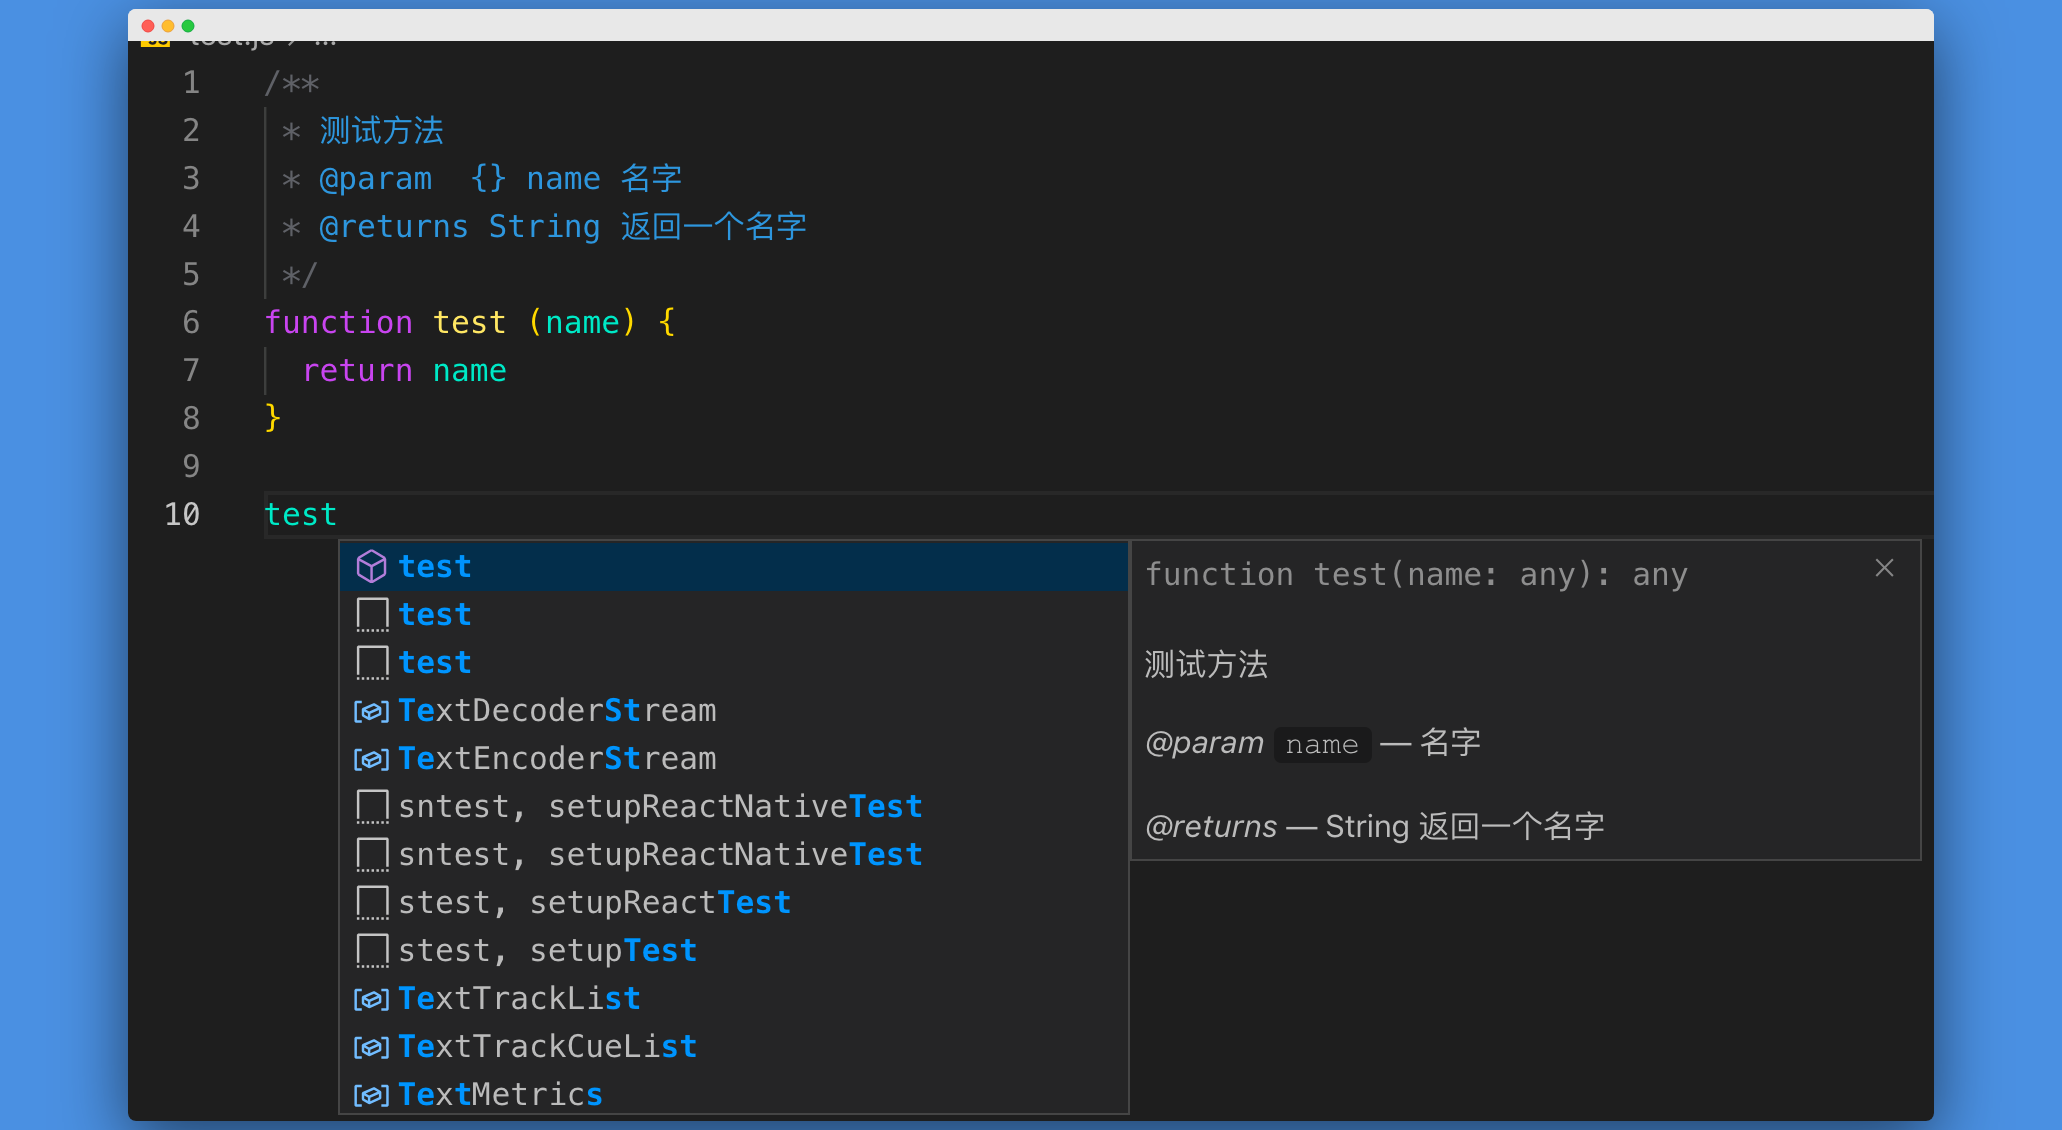 1 /**
2 * 测试方法
3 * @param  {} name 名字
4 * @returns String 返回一个名字
5 */
6 function test (name) {
7 return name
8 }
9
10 test
test
test
test
TextDecoderStream
TextEncoderStream
sntest, setupReactNativeTest
sntest, setupReactNativeTest
stest, setupReactTest
stest, setupTest
TextTrackList
TextTrackCueList
TextMetrics
function test(name: any): any
测试方法
@param name — 名字
@returns — String 返回一个名字